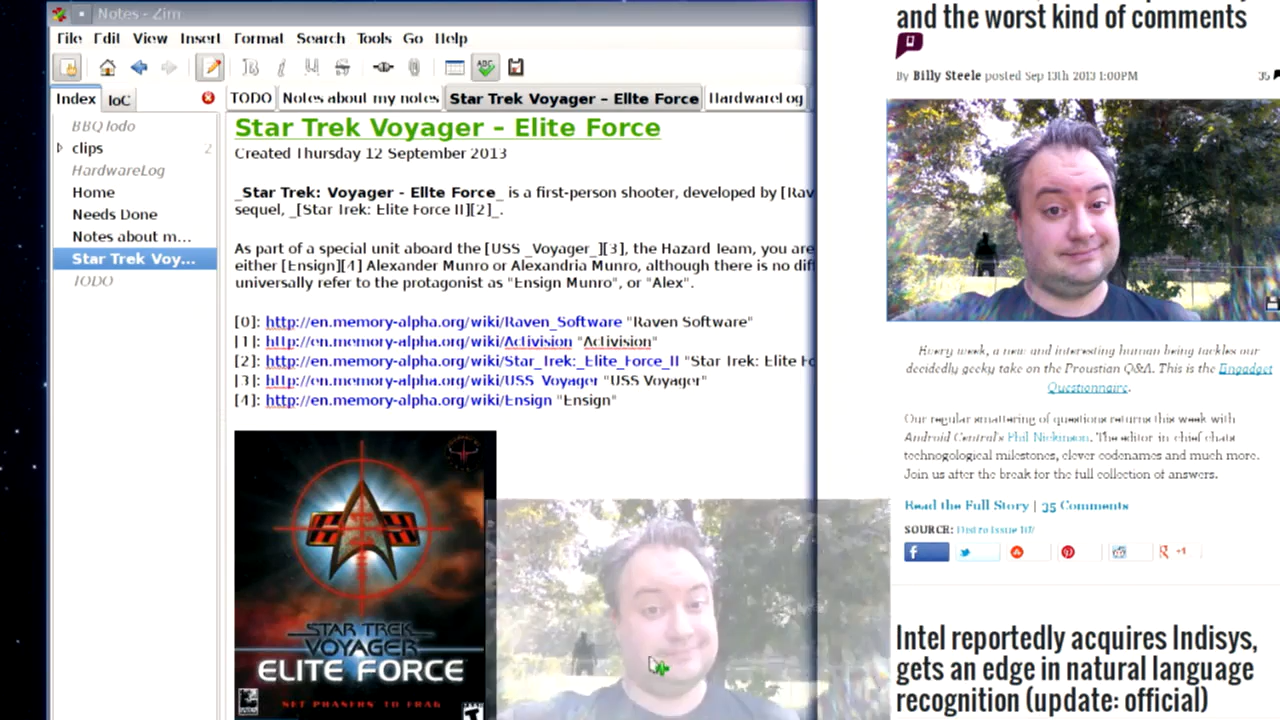 Notes - Zim
File Edit View Insert Format Search Tools Go Help
Index IoC
TODO Notes about my notes Star Trek Voyager – Elite Force HardwareLog
BBQ Todo
clips 2
HardwareLog
Home
Needs Done
Notes about m...
Star Trek Voy...
TODO
Star Trek Voyager – Elite Force
Created Thursday 12 September 2013
_Star Trek: Voyager - Elite Force_ is a first-person shooter, developed by [Rav
sequel, _[Star Trek: Elite Force II][2]_.
As part of a special unit aboard the [USS _Voyager_][3], the Hazard Team, you are
either [Ensign][4] Alexander Munro or Alexandria Munro, although there is no diff
universally refer to the protagonist as "Ensign Munro", or "Alex".
[0]: http://en.memory-alpha.org/wiki/Raven_Software "Raven Software"
[1]: http://en.memory-alpha.org/wiki/Activision "Activision"
[2]: http://en.memory-alpha.org/wiki/Star_Trek:_Elite_Force_II "Star Trek: Elite Fo
[3]: http://en.memory-alpha.org/wiki/USS_Voyager "USS Voyager"
[4]: http://en.memory-alpha.org/wiki/Ensign "Ensign"
STAR TREK
VOYAGER
ELITE FORCE
SET PHASERS TO FRAG
and the worst kind of comments
By Billy Steele posted Sep 13th 2013 1:00PM
35
Every week, a new and interesting human being tackles our
decidedly geeky take on the Proustian Q&A. This is the Engadget
Questionnaire.
Our regular smattering of questions returns this week with
Android Central's Phil Nickinson. The editor-in-chief chats
technogological milestones, clever codenames and much more.
Join us after the break for the full collection of answers.
Read the Full Story | 35 Comments
SOURCE: Distro Issue 107
+1
Intel reportedly acquires Indisys,
gets an edge in natural language
recognition (update: official)